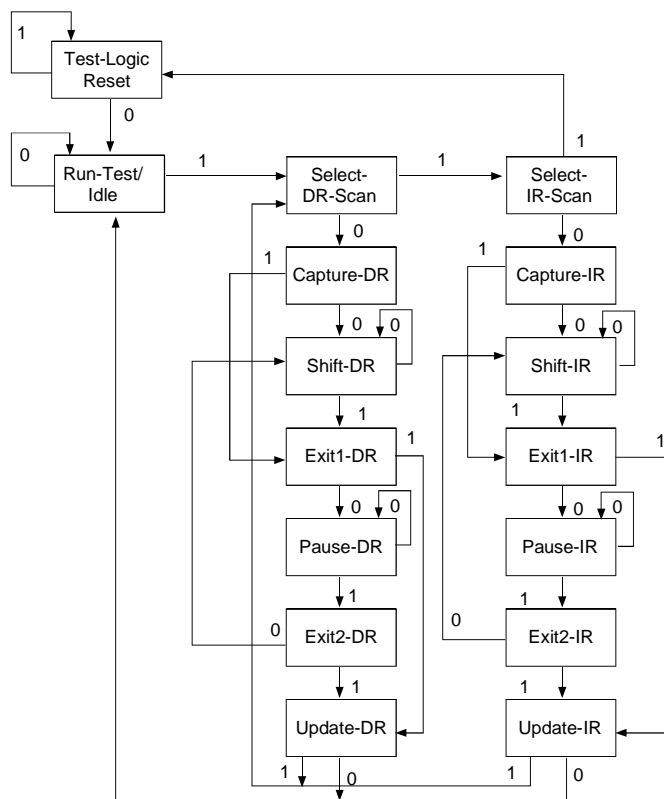 1
Test-Logic
Reset
0
1
0
Run-Test/
Idle
1
Select-
DR-Scan
1
Select-
IR-Scan
0
0
1
Capture-DR
1
Capture-IR
0
0
0
0
Shift-DR
Shift-IR
1
1
Exit1-DR
1
Exit1-IR
1
0
0
0
0
Pause-DR
Pause-IR
1
1
0
Exit2-DR
0
Exit2-IR
1
1
Update-DR
Update-IR
1
0
1
0